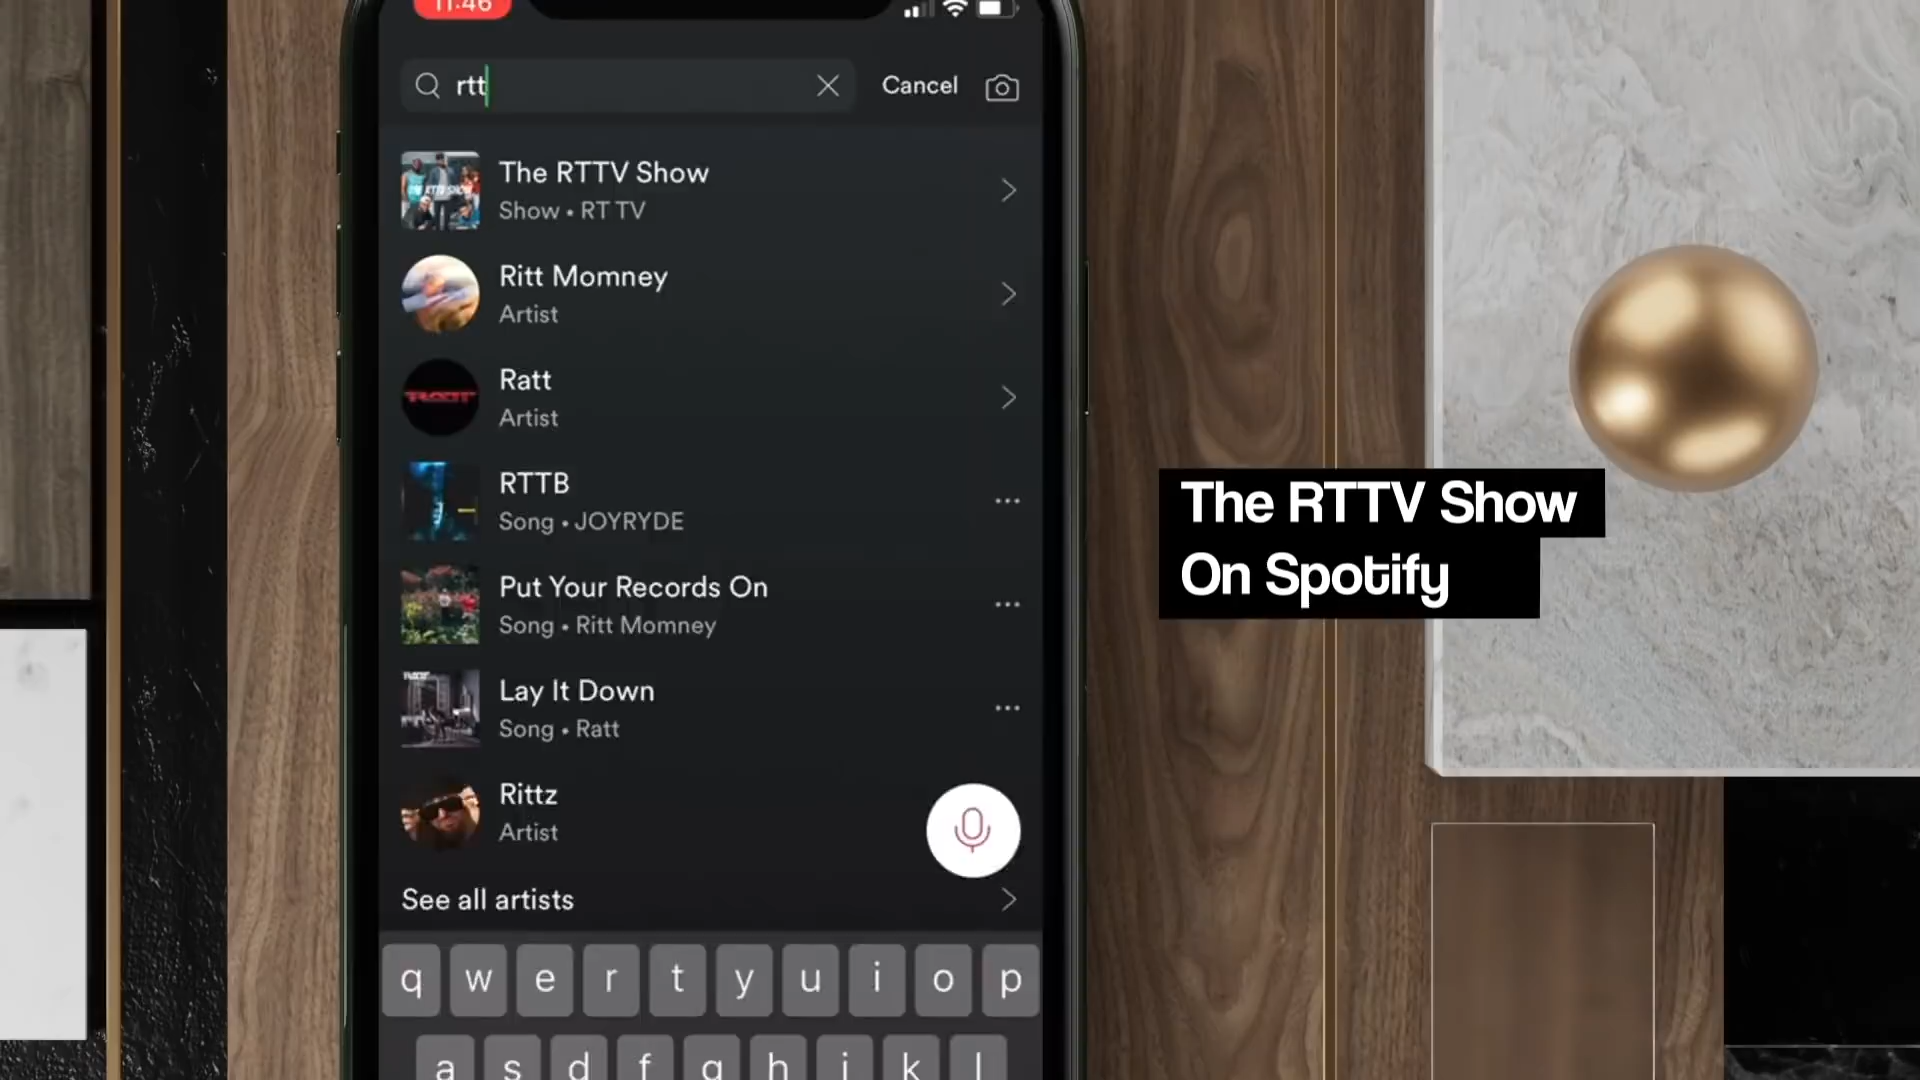 11:46
rtt
Cancel
The RTTV Show
Show • RT TV
Ritt Momney
Artist
Ratt
Artist
RTTB
Song • JOYRYDE
Put Your Records On
Song • Ritt Momney
Lay It Down
Song • Ratt
Rittz
Artist
See all artists
q w e r t y u i o p
a s d f g h j k l
The RTTV Show
On Spotify